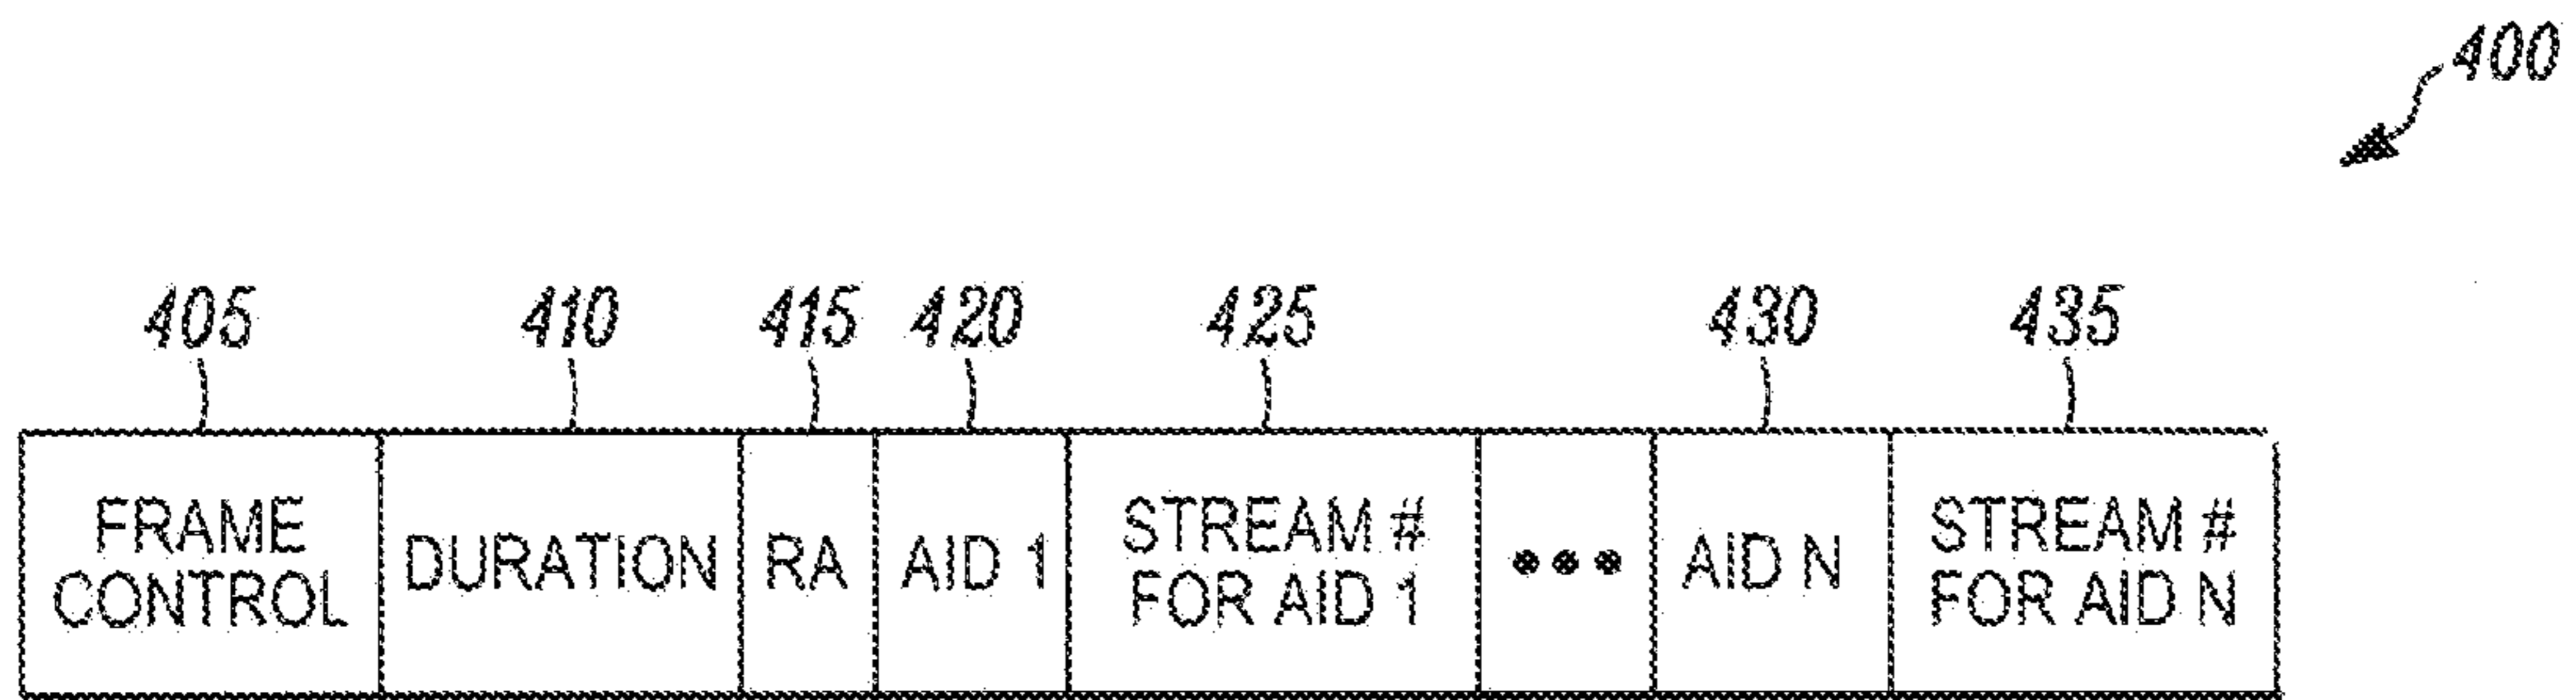 400
405 410 415 420 425 430 435
FRAME CONTROL DURATION RA AID 1 STREAM # FOR AID 1 ••• AID N STREAM # FOR AID N